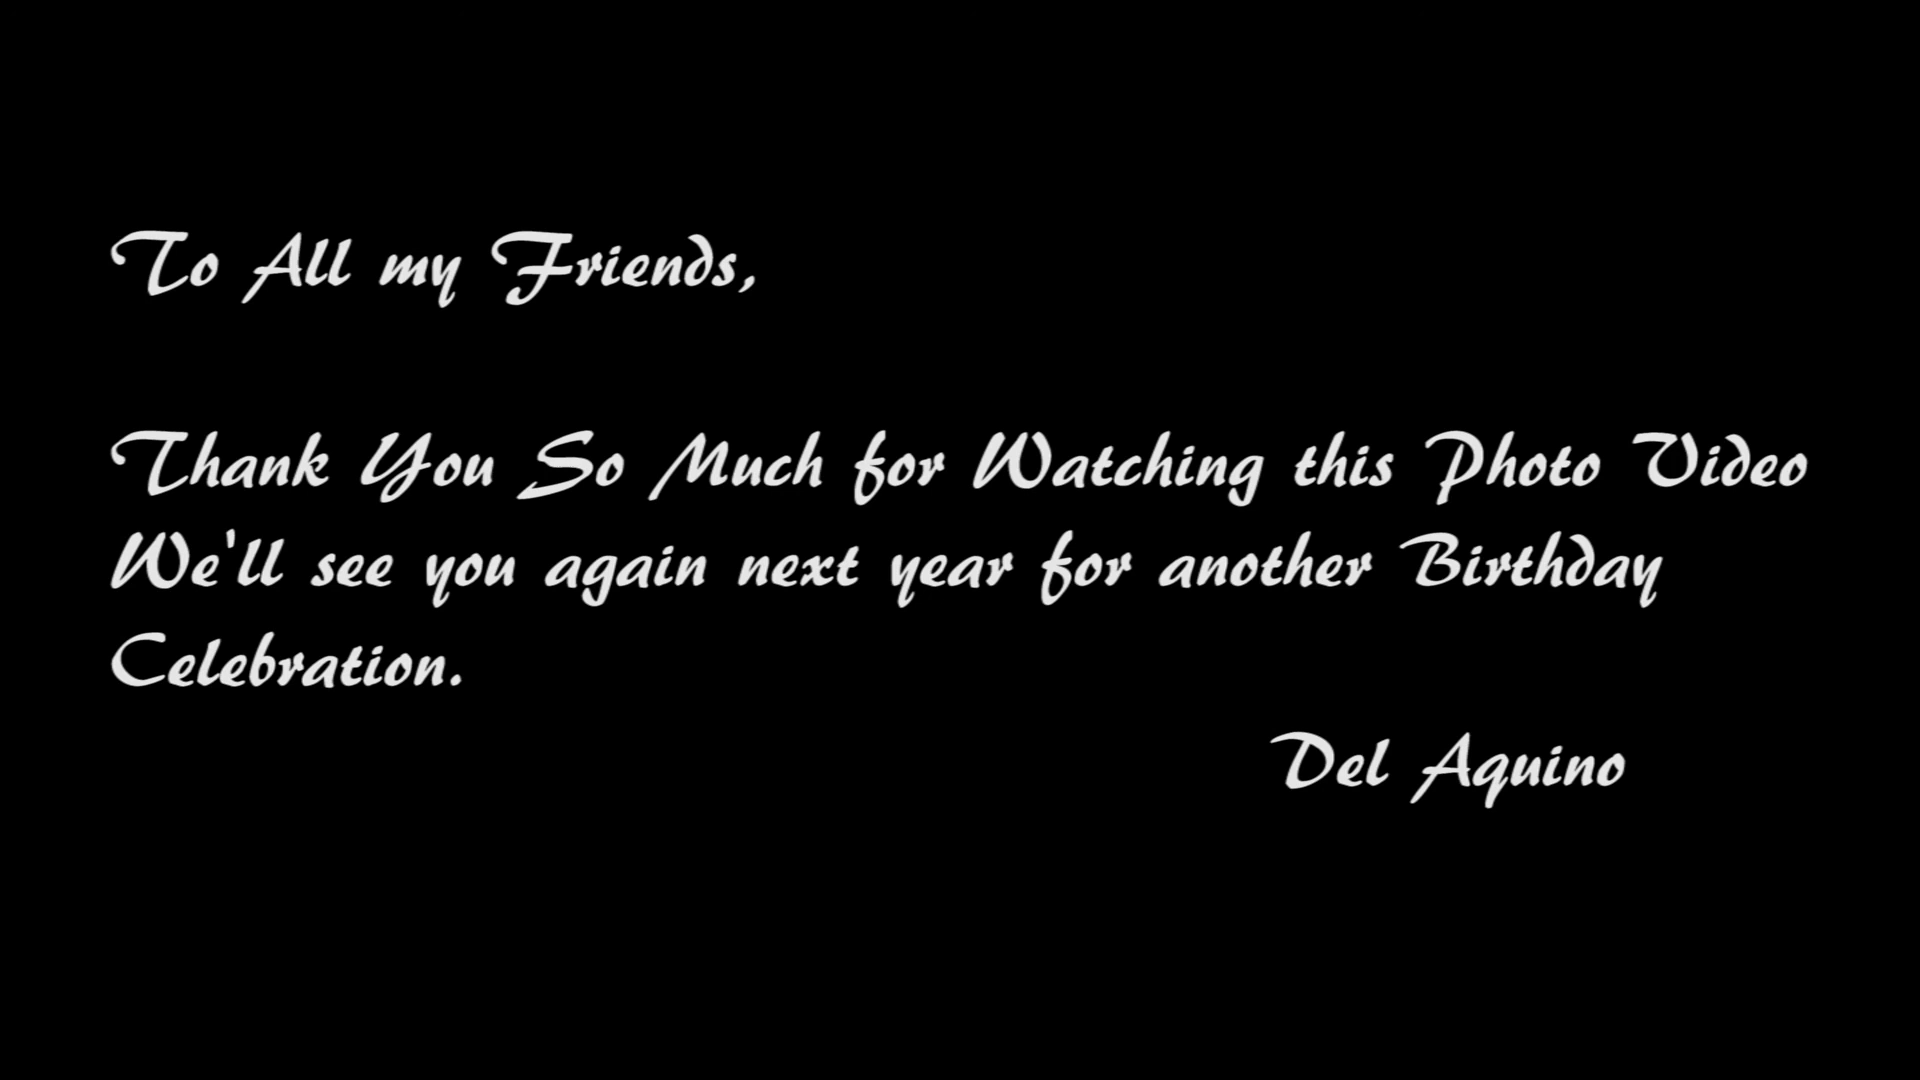 To All my Friends,
Thank You So Much for Watching this Photo Video
We'll see you again next year for another Birthday
Celebration.
Del Aquino